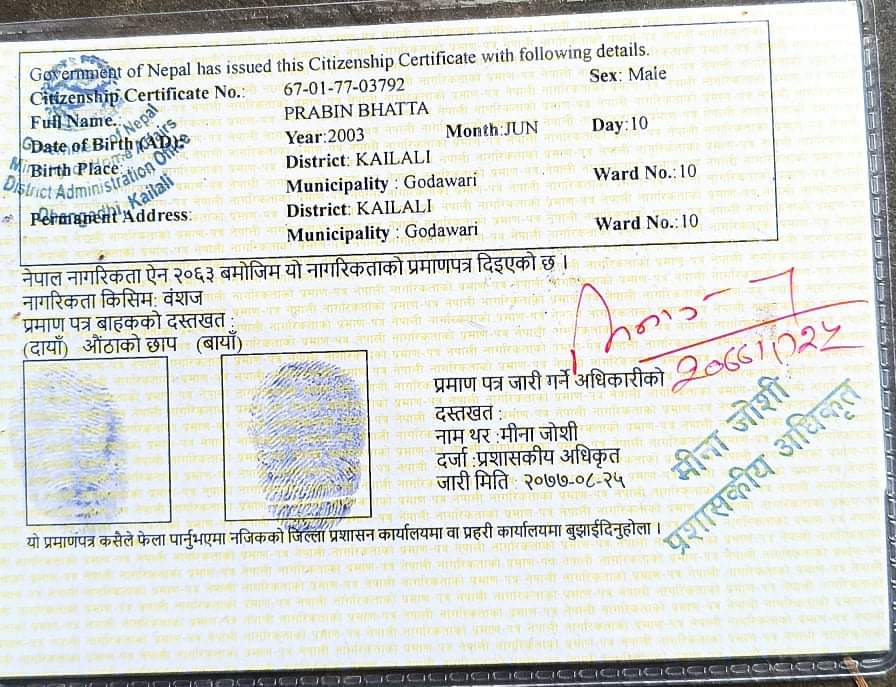 Government of Nepal has issued this Citizenship Certificate with following details.
Citizenship Certificate No.: 67-01-77-03792 Sex: Male
Full Name.: PRABIN BHATTA
Date of Birth (AD): Year:2003 Month:JUN Day:10
Birth Place: District: KAILALI
Municipality : Godawari Ward No.:10
Permanent Address: District: KAILALI
Municipality : Godawari Ward No.:10
Government of Nepal
Ministry of Home Affairs
District Administration Office
Dhangadhi, Kailali
नेपाल नागरिकता ऐन २०६३ बमोजिम यो नागरिकताको प्रमाणपत्र दिइएको छ ।
नागरिकता किसिम: वंशज
प्रमाण पत्र बाहकको दस्तखत :
(दायाँ) औंठाको छाप (बायाँ)
प्रमाण पत्र जारी गर्ने अधिकारीको
दस्तखत :
नाम थर :मीना जोशी
दर्जा :प्रशासकीय अधिकृत
जारी मिति : २०७७-०८-२५
मीना जोशी
प्रशासकीय अधिकृत
यो प्रमाणपत्र कसैले फेला पार्नुभएमा नजिकको जिल्ला प्रशासन कार्यालयमा वा प्रहरी कार्यालयमा बुझाईदिनुहोला ।